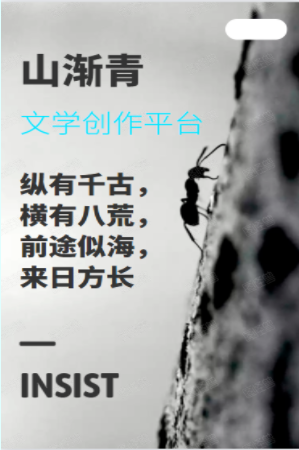 山渐青
文学创作平台
纵有千古，
横有八荒，
前途似海，
来日方长
INSIST